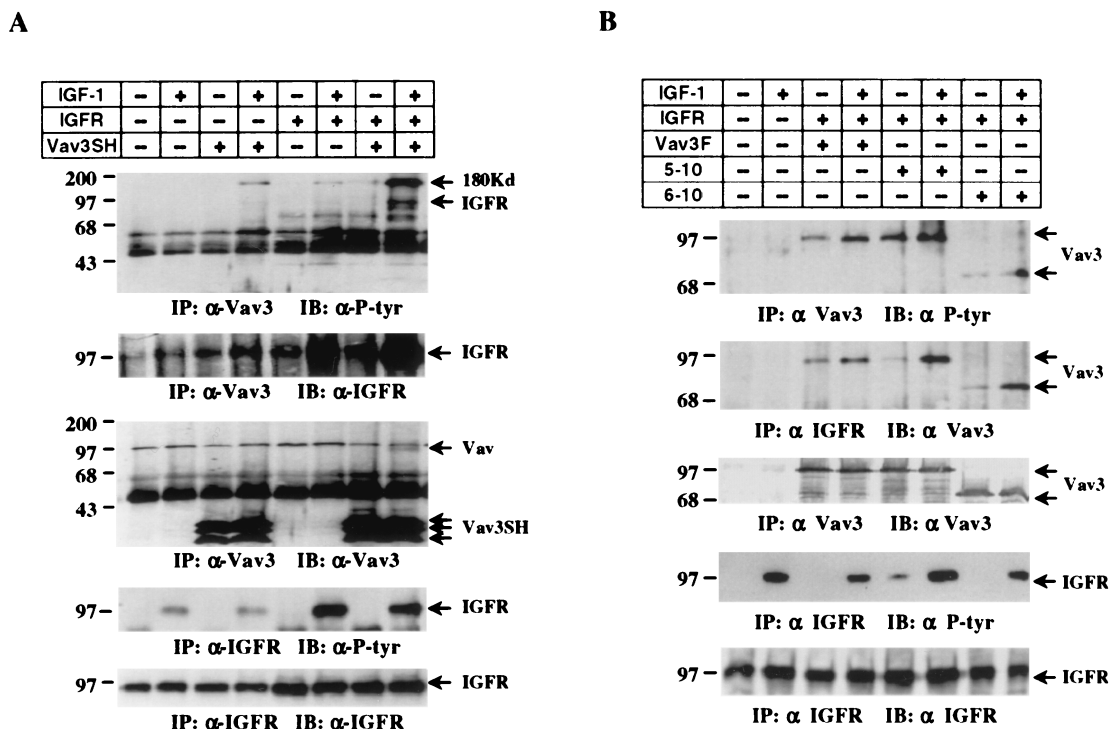 A
IGF-1 − + − + − + − +
IGFR − − − − + + + +
Vav3SH − − + + − − + +
200
97
68
43
180Kd
IGFR
IP: α-Vav3 IB: α-P-tyr
97
IGFR
IP: α-Vav3 IB: α-IGFR
200
97
68
43
Vav
Vav3SH
IP: α-Vav3 IB: α-Vav3
97
IGFR
IP: α-IGFR IB: α-P-tyr
97
IGFR
IP: α-IGFR IB: α-IGFR
B
IGF-1 − + − + − + − +
IGFR − − + + + + + +
Vav3F − − + + − − − −
5-10 − − − − + + − −
6-10 − − − − − − + +
97
68
Vav3
IP: α Vav3 IB: α P-tyr
97
68
Vav3
IP: α IGFR IB: α Vav3
97
68
Vav3
IP: α Vav3 IB: α Vav3
97
IGFR
IP: α IGFR IB: α P-tyr
97
IGFR
IP: α IGFR IB: α IGFR